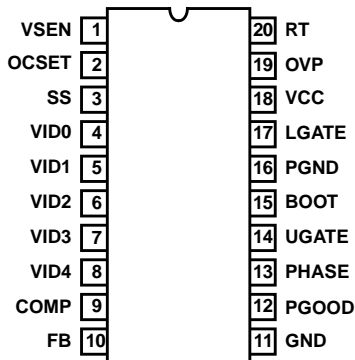 VSEN 1 20 RT
OCSET 2 19 OVP
SS 3 18 VCC
VID0 4 17 LGATE
VID1 5 16 PGND
VID2 6 15 BOOT
VID3 7 14 UGATE
VID4 8 13 PHASE
COMP 9 12 PGOOD
FB 10 11 GND